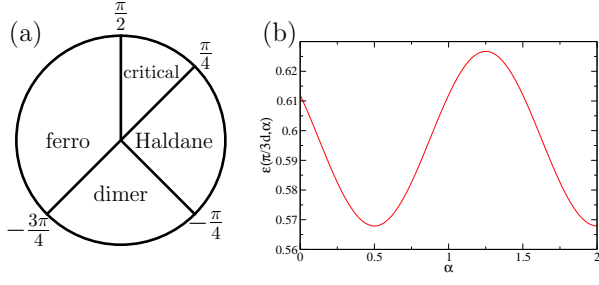 (a)
π/2
π/4
critical
ferro
Haldane
dimer
−3π/4
−π/4
(b)
ε(π/3d,α)
0.62
0.61
0.6
0.59
0.58
0.57
0.56
0 0.5 1 1.5 2
α